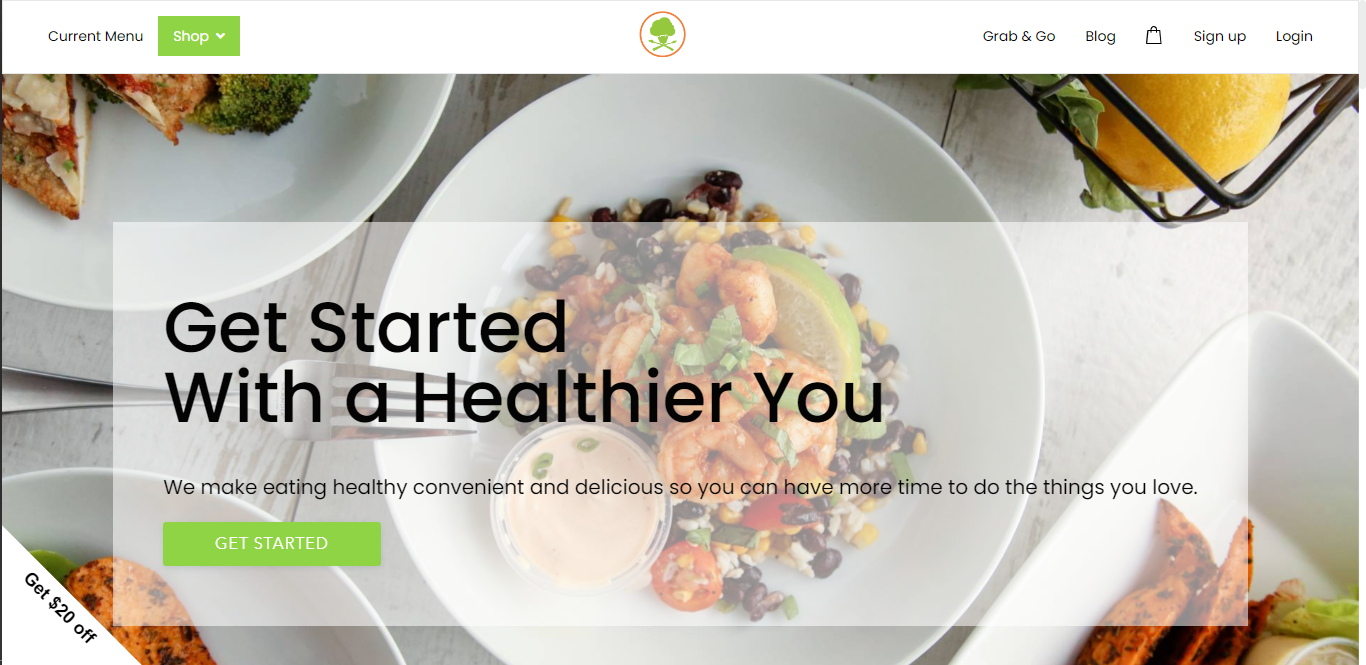 Current Menu
Shop
Grab & Go
Blog
Sign up
Login
Get Started
With a Healthier You
We make eating healthy convenient and delicious so you can have more time to do the things you love.
GET STARTED
Get $20 off